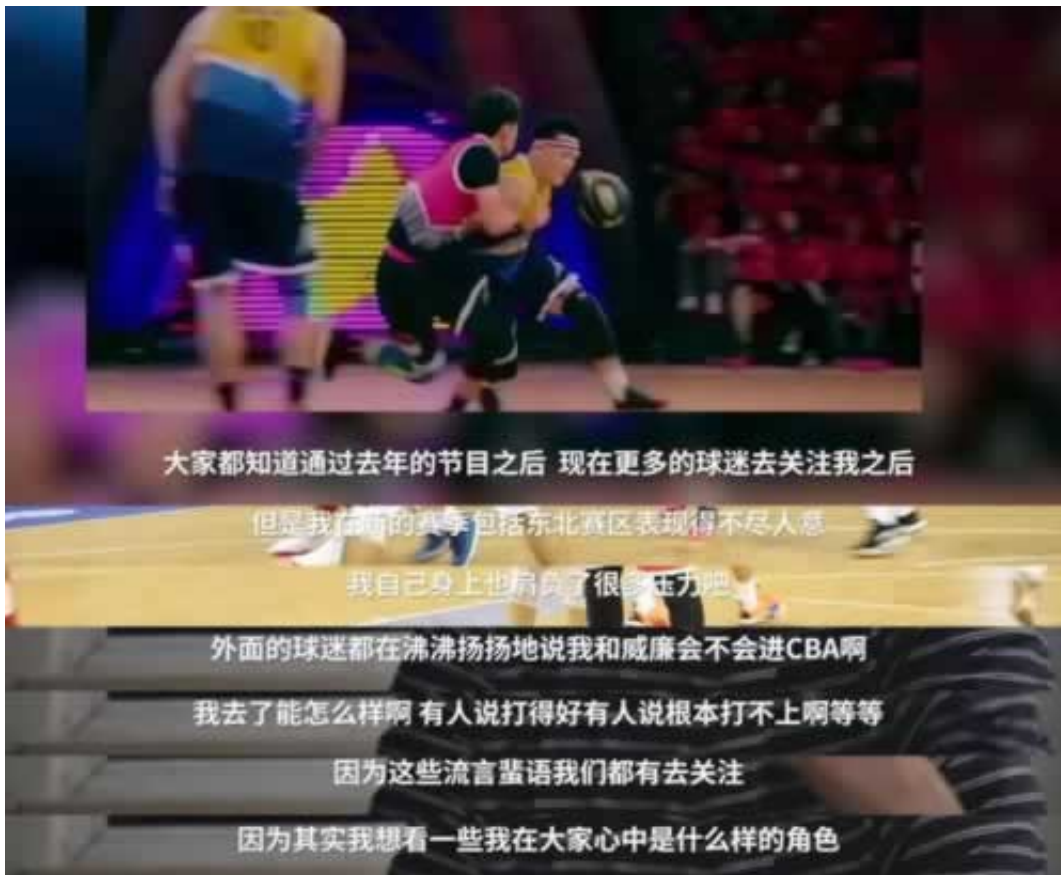 大家都知道通过去年的节目之后 现在更多的球迷去关注我之后
但是我在新的赛季包括东北赛区表现得不尽人意
我自己身上也肩负了很多压力吧
外面的球迷都在沸沸扬扬地说我和威廉会不会进CBA啊
我去了能怎么样啊 有人说打得好有人说根本打不上啊等等
因为这些流言蜚语我们都有去关注
因为其实我想看一些我在大家心中是什么样的角色